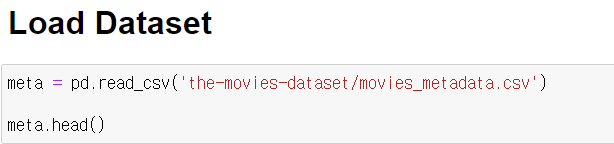 Load Dataset
meta = pd.read_csv('the-movies-dataset/movies_metadata.csv')
meta.head()